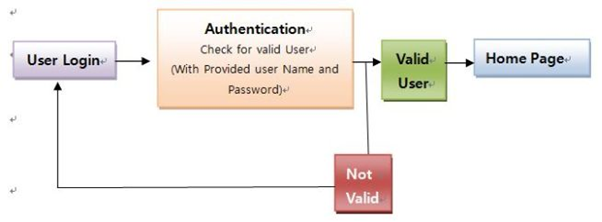 User Login
Authentication
Check for valid User
(With Provided user Name and
Password)
Valid
User
Home Page
Not
Valid